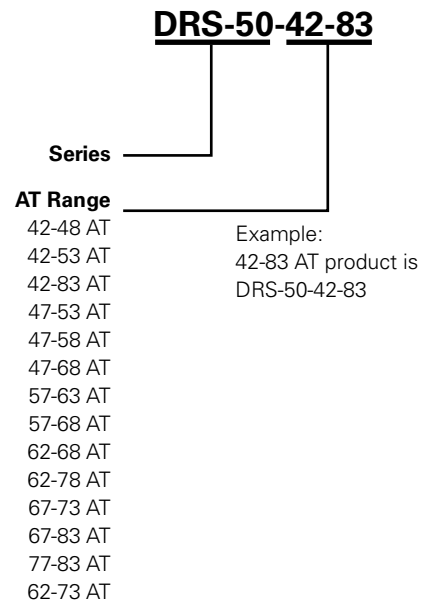 DRS-50-42-83
Series
AT Range
42-48 AT
42-53 AT
42-83 AT
47-53 AT
47-58 AT
47-68 AT
57-63 AT
57-68 AT
62-68 AT
62-78 AT
67-73 AT
67-83 AT
77-83 AT
62-73 AT
Example:
42-83 AT product is
DRS-50-42-83